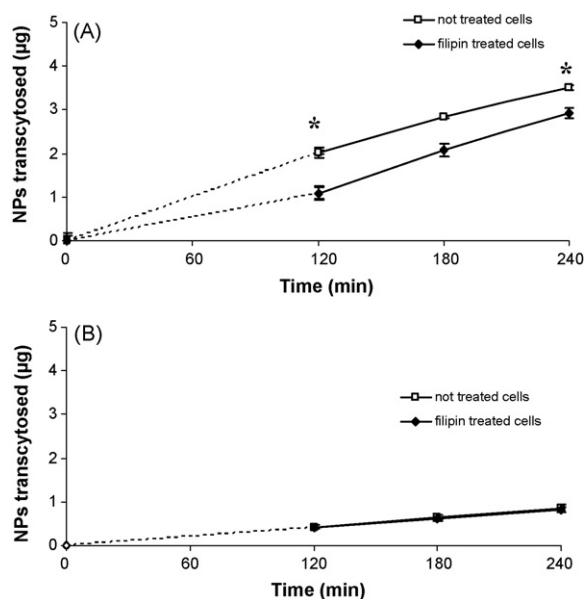 (A)
NPs transcytosed (µg)
5
4
3
2
1
0
not treated cells
filipin treated cells
*
*
0 60 120 180 240
Time (min)
(B)
NPs transcytosed (µg)
5
4
3
2
1
0
not treated cells
filipin treated cells
0 60 120 180 240
Time (min)